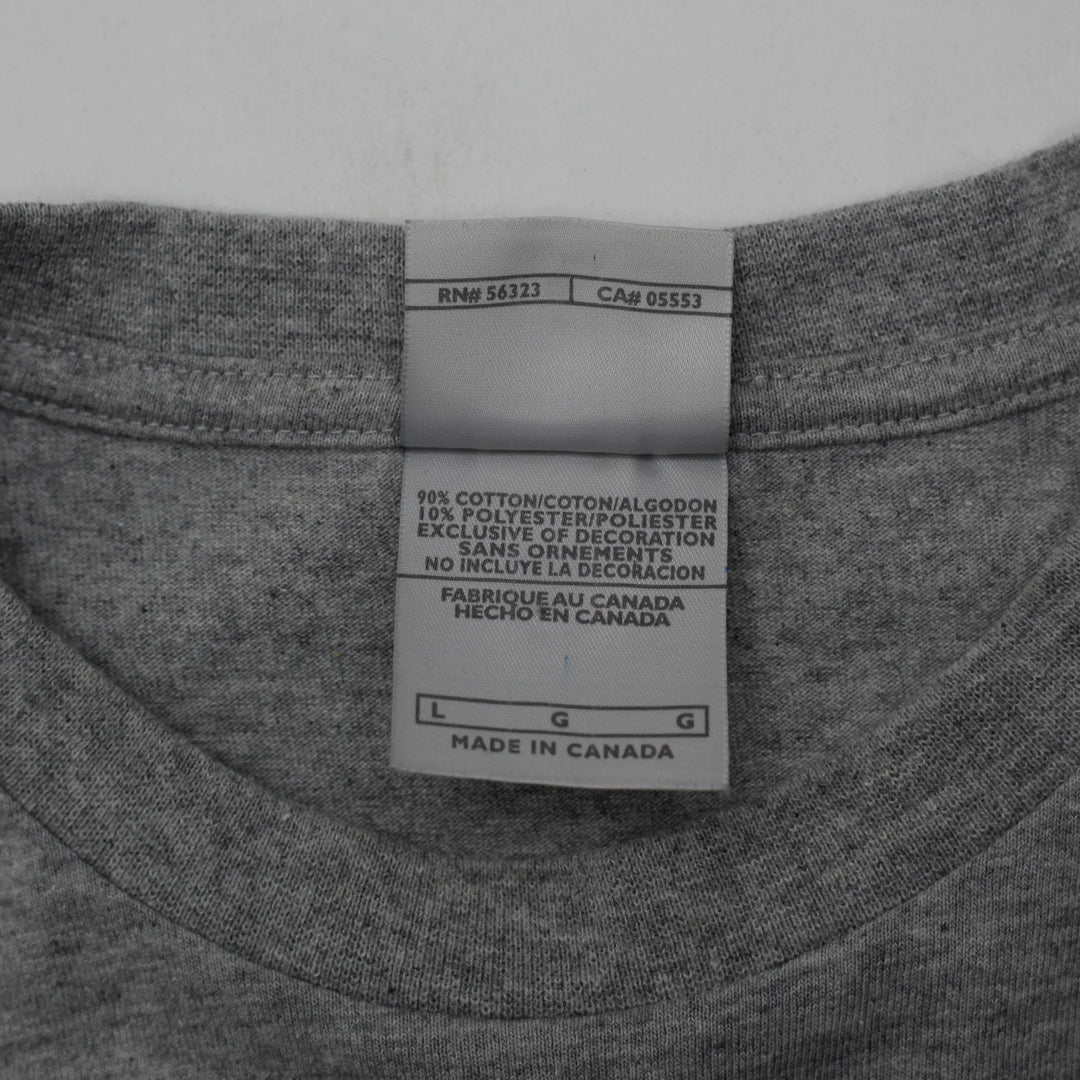 RN# 56323 CA# 05553
90% COTTON/COTON/ALGODON
10% POLYESTER/POLIESTER
EXCLUSIVE OF DECORATION
SANS ORNEMENTS
NO INCLUYE LA DECORACION
FABRIQUE AU CANADA
HECHO EN CANADA
L G G
MADE IN CANADA